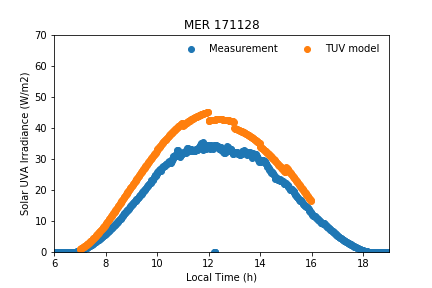 MER 171128
Measurement TUV model
Solar UVA Irradiance (W/m2)
70
60
50
40
30
20
10
0
6 8 10 12 14 16 18
Local Time (h)